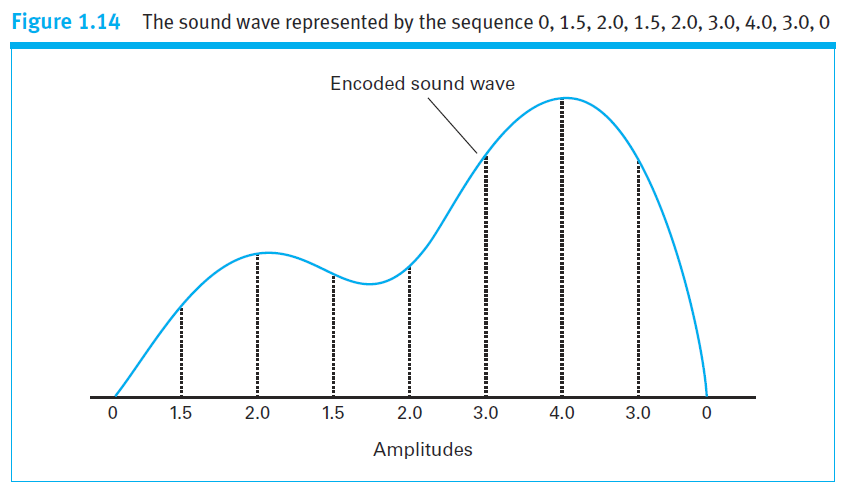 Figure 1.14 The sound wave represented by the sequence 0, 1.5, 2.0, 1.5, 2.0, 3.0, 4.0, 3.0, 0
Encoded sound wave
0 1.5 2.0 1.5 2.0 3.0 4.0 3.0 0
Amplitudes